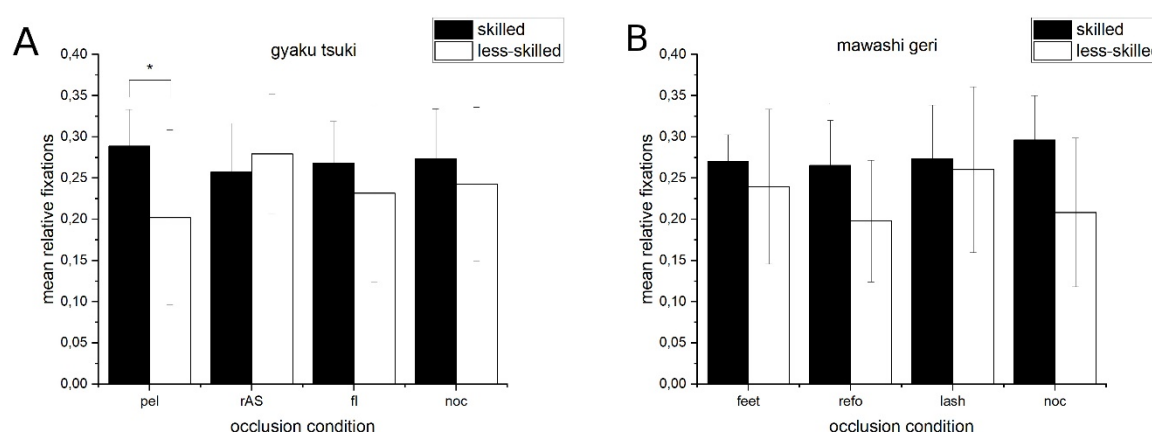 A
skilled
less-skilled
gyaku tsuki
*
0,40
0,35
0,30
0,25
0,20
0,15
0,10
0,05
0,00
mean relative fixations
pel rAS fl noc
occlusion condition
B
skilled
less-skilled
mawashi geri
0,40
0,35
0,30
0,25
0,20
0,15
0,10
0,05
0,00
mean relative fixations
feet refo lash noc
occlusion condition